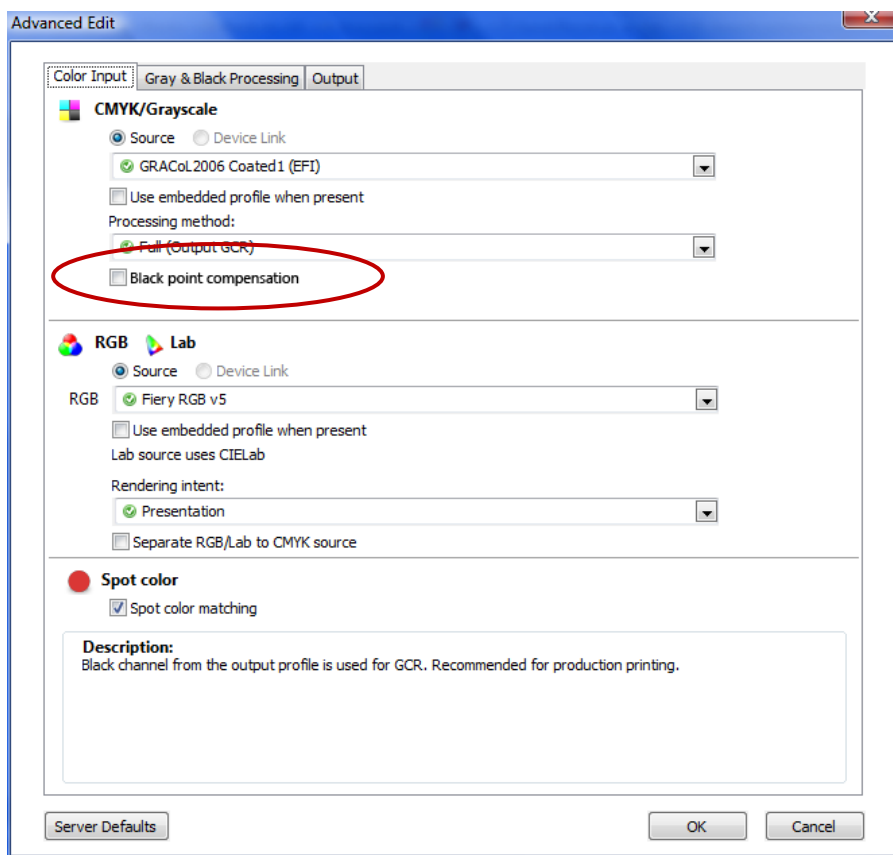 Advanced Edit
X
Color Input Gray & Black Processing Output
CMYK/Grayscale
Source Device Link
GRACoL2006 Coated1 (EFI)
Use embedded profile when present
Processing method:
Full (Output GCR)
Black point compensation
RGB Lab
Source Device Link
RGB Fiery RGB v5
Use embedded profile when present
Lab source uses CIELab
Rendering intent:
Presentation
Separate RGB/Lab to CMYK source
Spot color
Spot color matching
Description:
Black channel from the output profile is used for GCR. Recommended for production printing.
Server Defaults OK Cancel